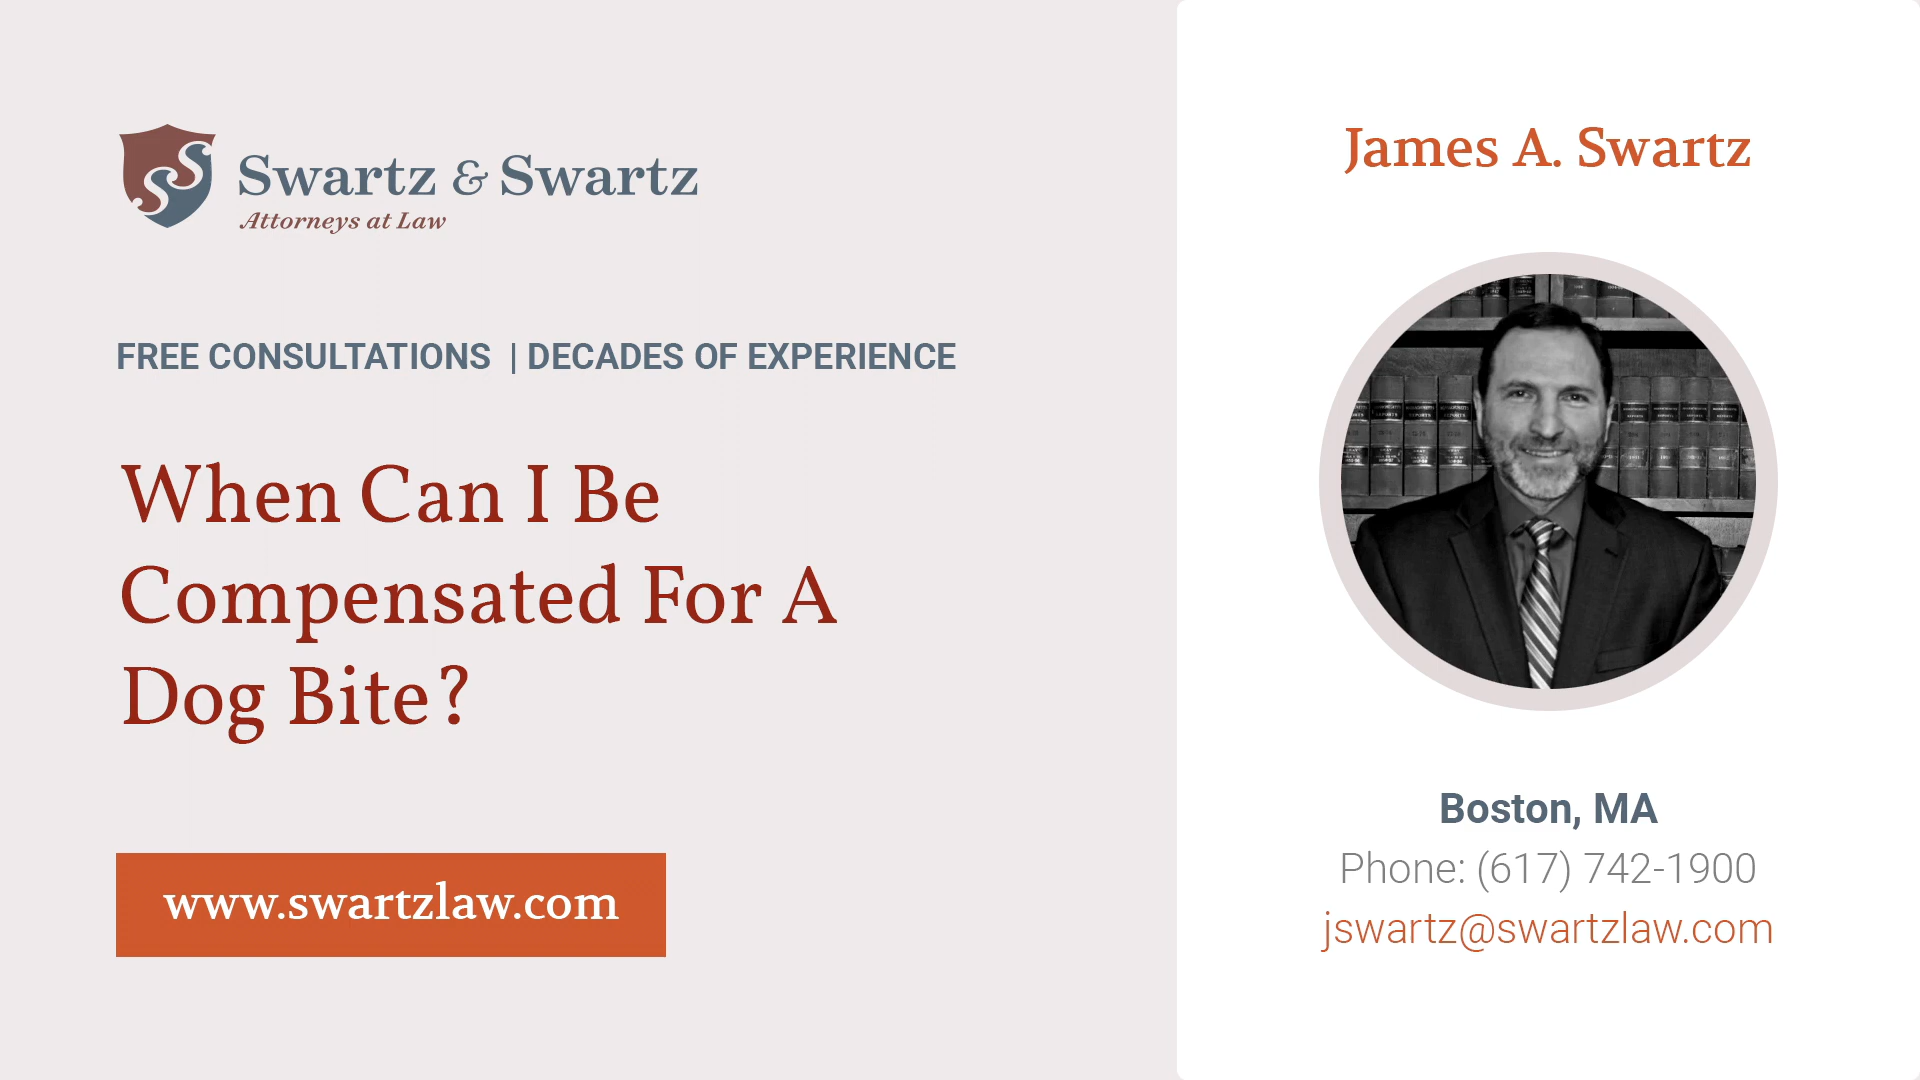 Swartz & Swartz
Attorneys at Law
FREE CONSULTATIONS | DECADES OF EXPERIENCE
When Can I Be
Compensated For A
Dog Bite?
www.swartzlaw.com
James A. Swartz
Boston, MA
Phone: (617) 742-1900
jswartz@swartzlaw.com